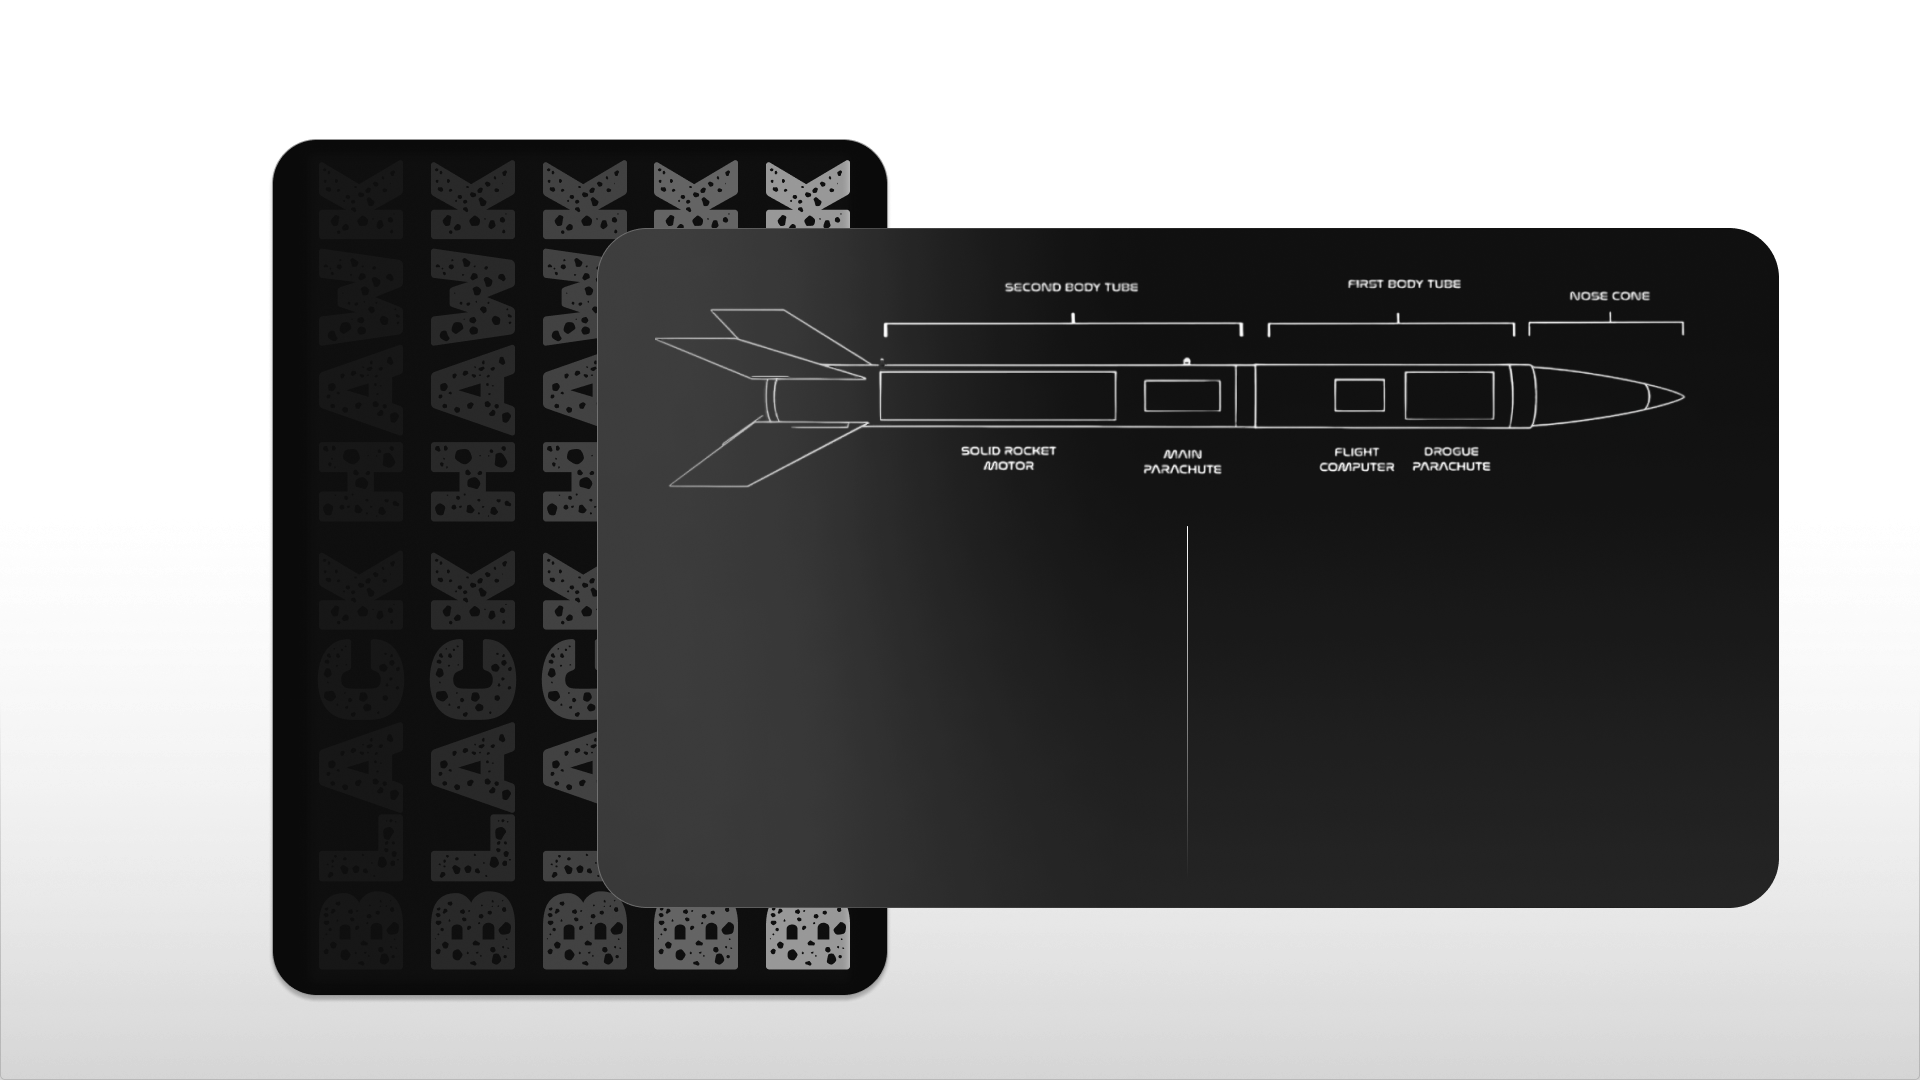 BLACK HAWK
BLACK HAWK
BLACK HAWK
BLACK HAWK
BLACK HAWK
SECOND BODY TUBE
FIRST BODY TUBE
NOSE CONE
SOLID ROCKET
MOTOR
MAIN
PARACHUTE
FLIGHT
COMPUTER
DROGUE
PARACHUTE